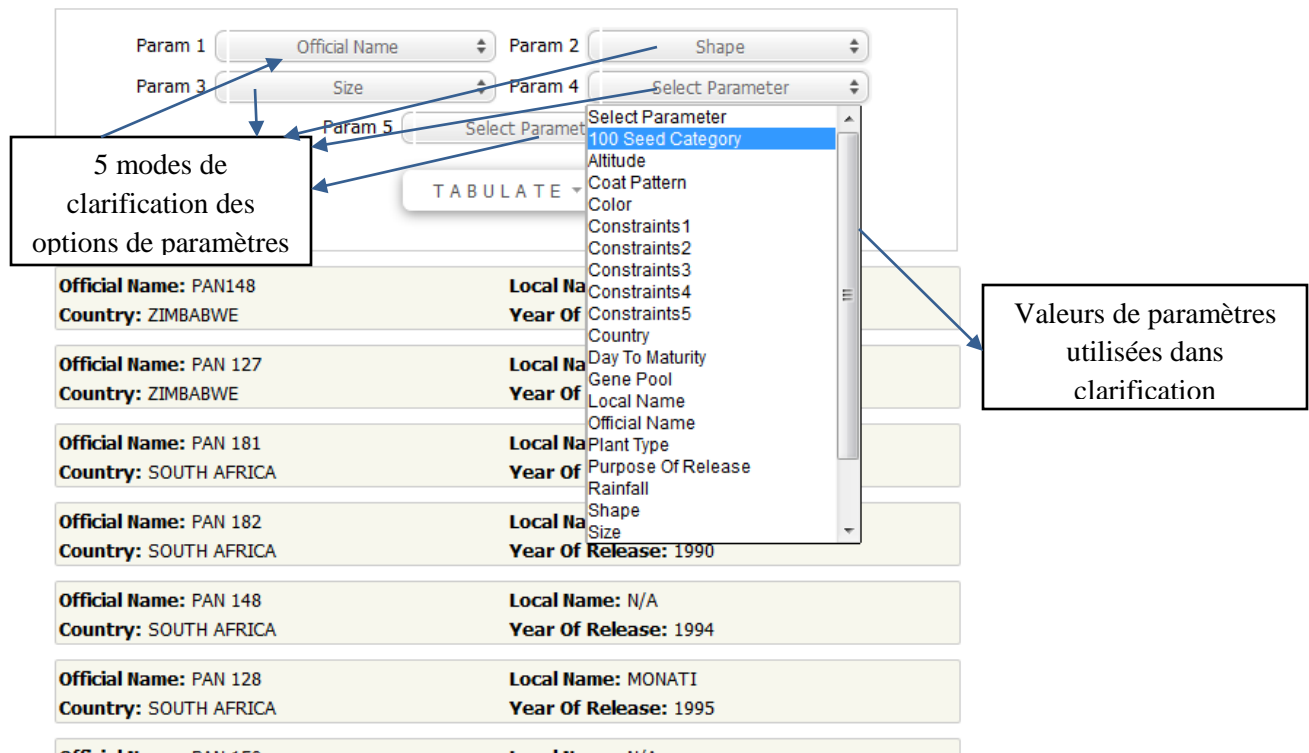 Param 1 Official Name Param 2 Shape
Param 3 Size Param 4 Select Parameter
Param 5 Select Paramet
TABULATE
5 modes de
clarification des
options de paramètres
Select Parameter
100 Seed Category
Altitude
Coat Pattern
Color
Constraints1
Constraints2
Constraints3
Constraints4
Constraints5
Country
Day To Maturity
Gene Pool
Local Name
Official Name
Plant Type
Purpose Of Release
Rainfall
Shape
Size
Valeurs de paramètres
utilisées dans
clarification
Official Name: PAN148 Local Na
Country: ZIMBABWE Year Of
Official Name: PAN 127 Local Na
Country: ZIMBABWE Year Of
Official Name: PAN 181 Local Na
Country: SOUTH AFRICA Year Of
Official Name: PAN 182 Local Na
Country: SOUTH AFRICA Year Of Release: 1990
Official Name: PAN 148 Local Name: N/A
Country: SOUTH AFRICA Year Of Release: 1994
Official Name: PAN 128 Local Name: MONATI
Country: SOUTH AFRICA Year Of Release: 1995